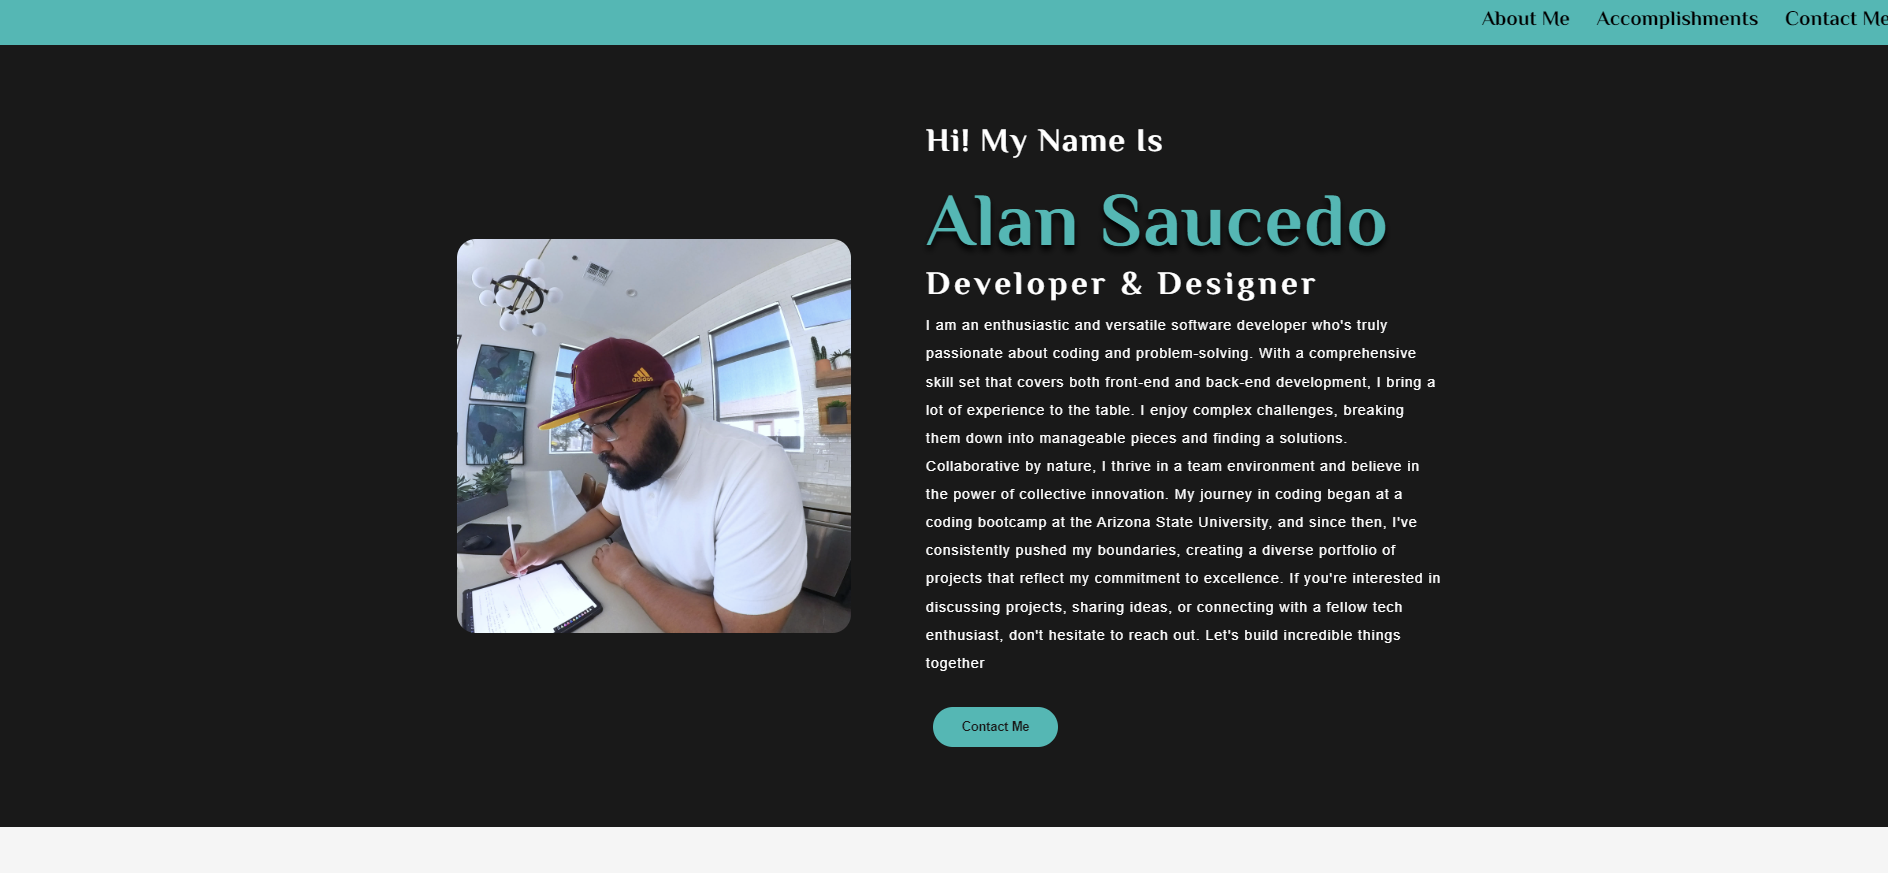 About Me Accomplishments Contact Me
Hi! My Name Is
Alan Saucedo
Developer & Designer
I am an enthusiastic and versatile software developer who's truly
passionate about coding and problem-solving. With a comprehensive
skill set that covers both front-end and back-end development, I bring a
lot of experience to the table. I enjoy complex challenges, breaking
them down into manageable pieces and finding a solutions.
Collaborative by nature, I thrive in a team environment and believe in
the power of collective innovation. My journey in coding began at a
coding bootcamp at the Arizona State University, and since then, I've
consistently pushed my boundaries, creating a diverse portfolio of
projects that reflect my commitment to excellence. If you're interested in
discussing projects, sharing ideas, or connecting with a fellow tech
enthusiast, don't hesitate to reach out. Let's build incredible things
together
Contact Me
adidas